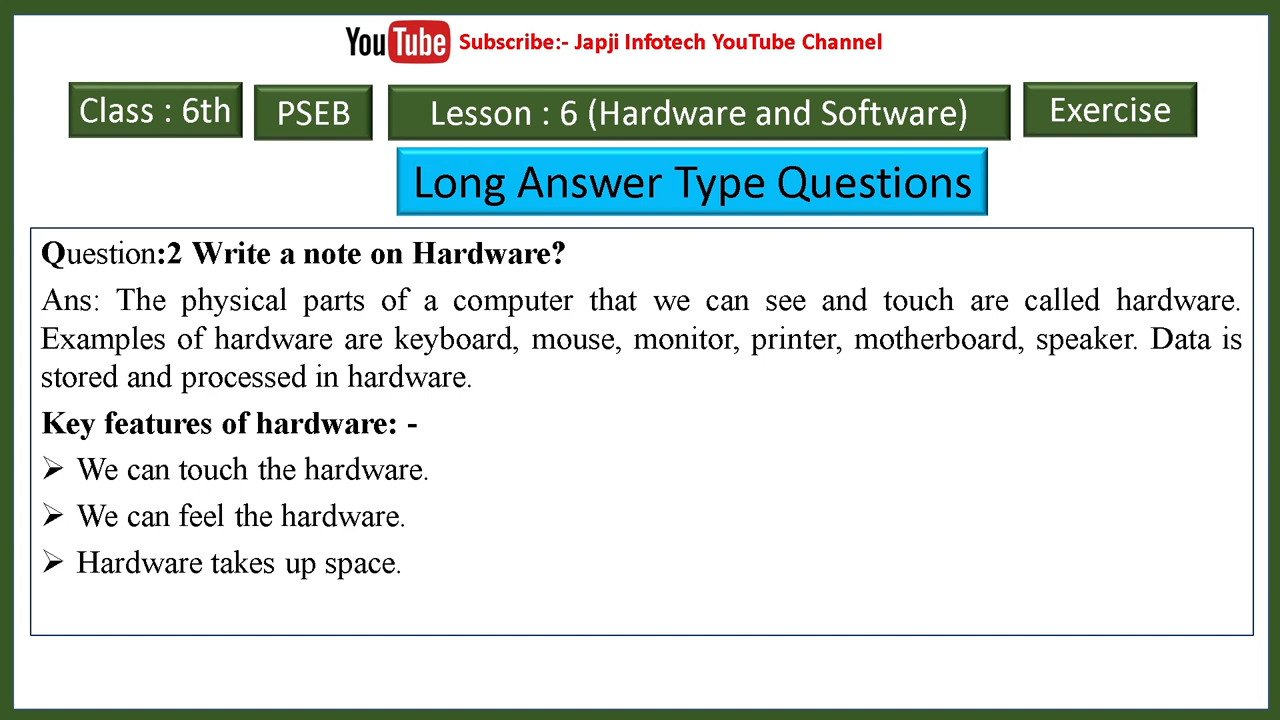 YouTube Subscribe:- Japji Infotech YouTube Channel
Class : 6th PSEB Lesson : 6 (Hardware and Software) Exercise
Long Answer Type Questions
Question:2 Write a note on Hardware?
Ans: The physical parts of a computer that we can see and touch are called hardware.
Examples of hardware are keyboard, mouse, monitor, printer, motherboard, speaker. Data is
stored and processed in hardware.
Key features of hardware: -
➢ We can touch the hardware.
➢ We can feel the hardware.
➢ Hardware takes up space.